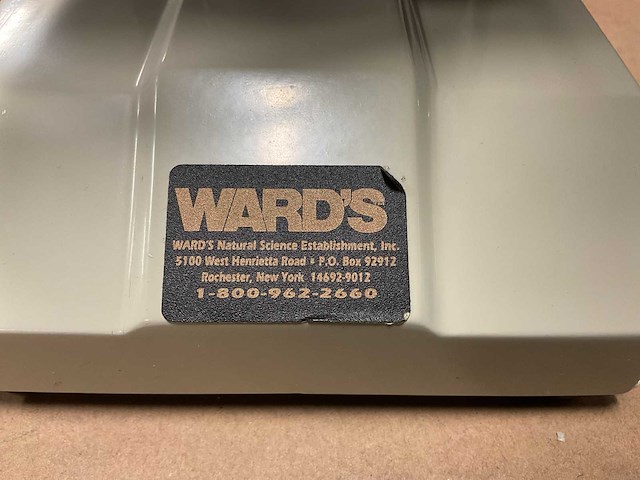 WARD'S
WARD'S Natural Science Establishment, Inc.
5100 West Henrietta Road • P.O. Box 92912
Rochester, New York 14692-9012
1-800-962-2660